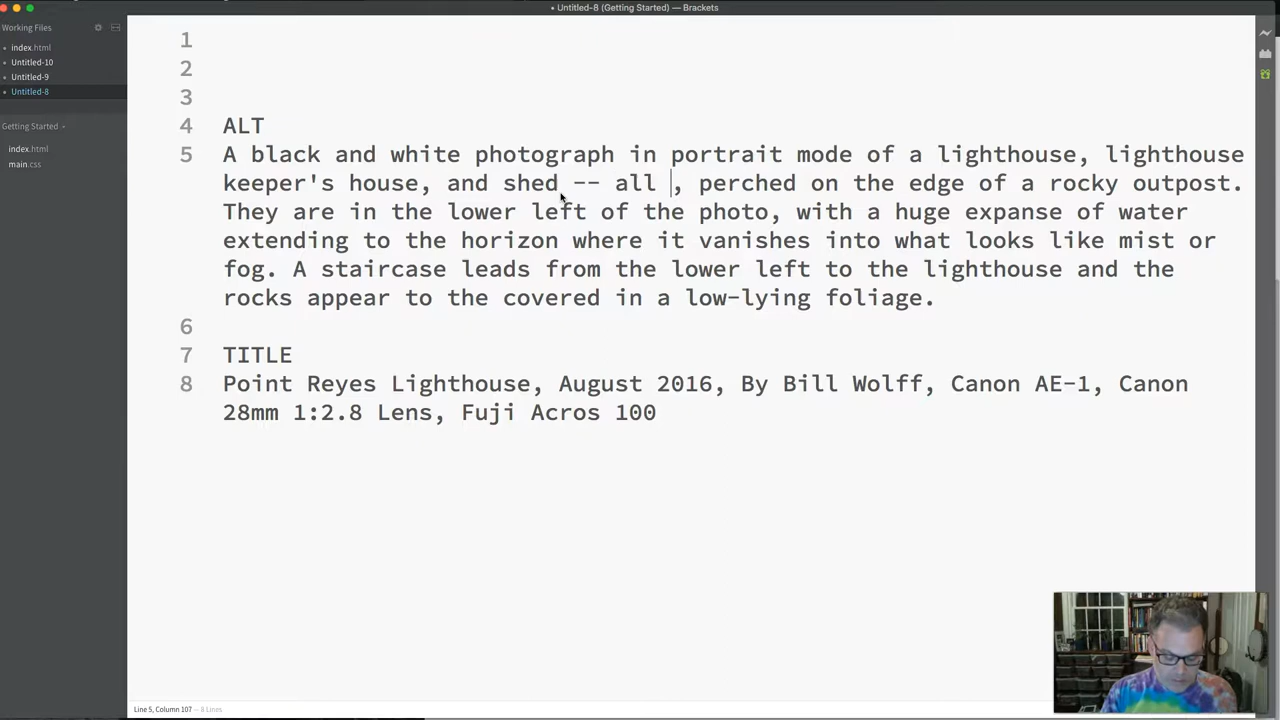 • Untitled-8 (Getting Started) — Brackets
Working Files
index.html
Untitled-10
Untitled-9
Untitled-8
Getting Started
index.html
main.css
1
2
3
4 ALT
5 A black and white photograph in portrait mode of a lighthouse, lighthouse
keeper's house, and shed -- all , perched on the edge of a rocky outpost.
They are in the lower left of the photo, with a huge expanse of water
extending to the horizon where it vanishes into what looks like mist or
fog. A staircase leads from the lower left to the lighthouse and the
rocks appear to the covered in a low-lying foliage.
6
7 TITLE
8 Point Reyes Lighthouse, August 2016, By Bill Wolff, Canon AE-1, Canon
28mm 1:2.8 Lens, Fuji Acros 100
Line 5, Column 107 — 8 Lines